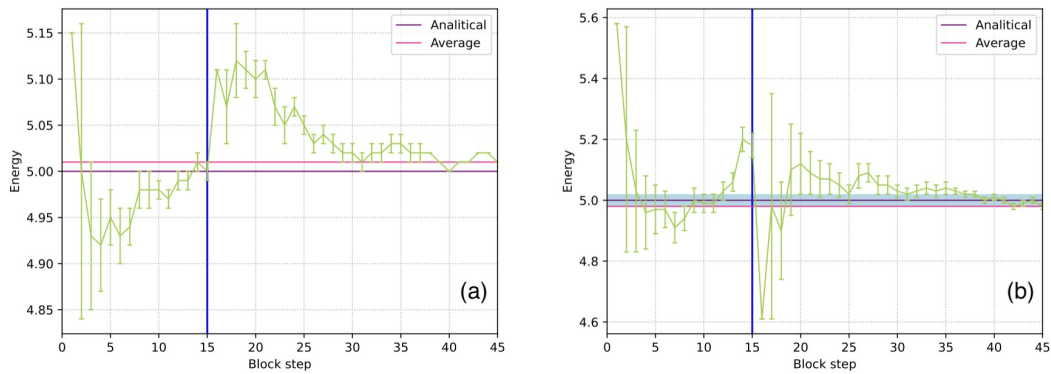 5.15
5.10
5.05
5.00
4.95
4.90
4.85
Energy
0 5 10 15 20 25 30 35 40 45
Block step
Analitical
Average
(a)
5.6
5.4
5.2
5.0
4.8
4.6
Energy
0 5 10 15 20 25 30 35 40 45
Block step
Analitical
Average
(b)